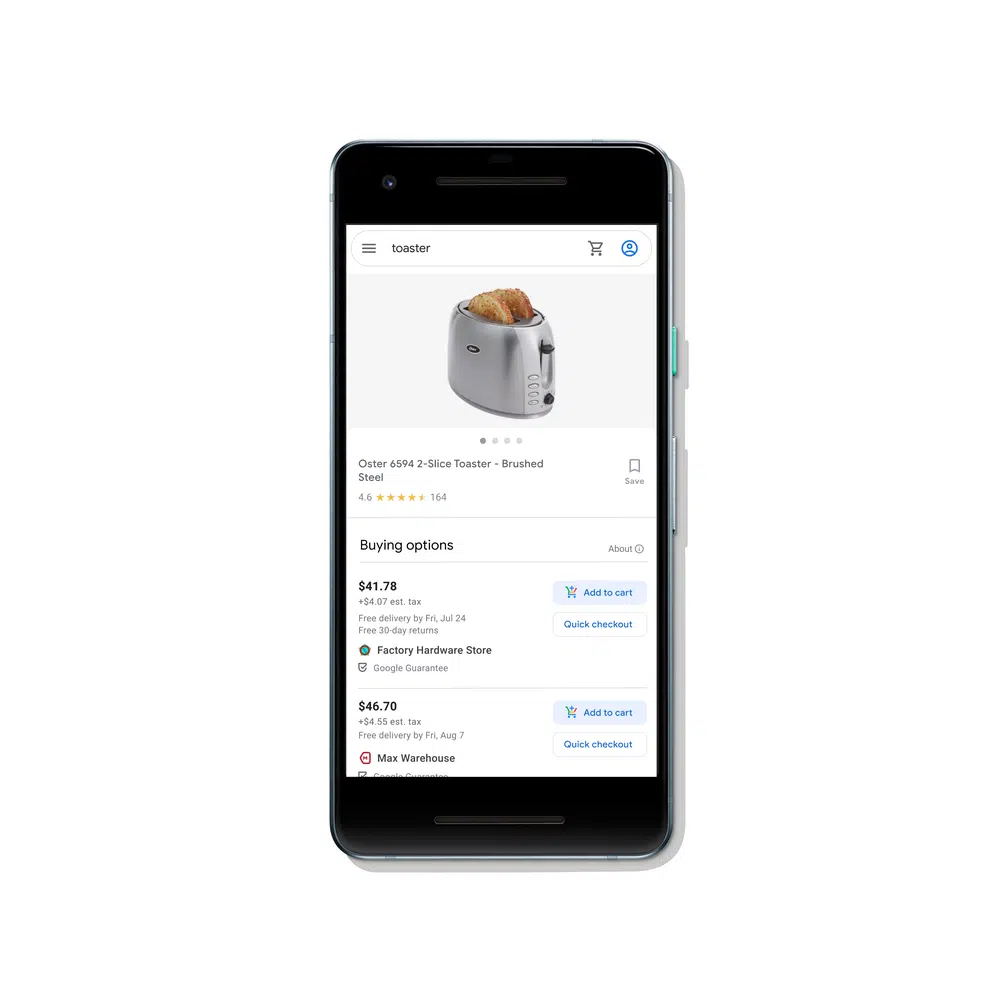 toaster
Oster 6594 2-Slice Toaster - Brushed
Steel
Save
4.6 164
Buying options
About
$41.78
Add to cart
+$4.07 est. tax
Free delivery by Fri, Jul 24
Quick checkout
Free 30-day returns
Factory Hardware Store
Google Guarantee
$46.70
Add to cart
+$4.55 est. tax
Free delivery by Fri, Aug 7
Quick checkout
Max Warehouse
Google Guarantee